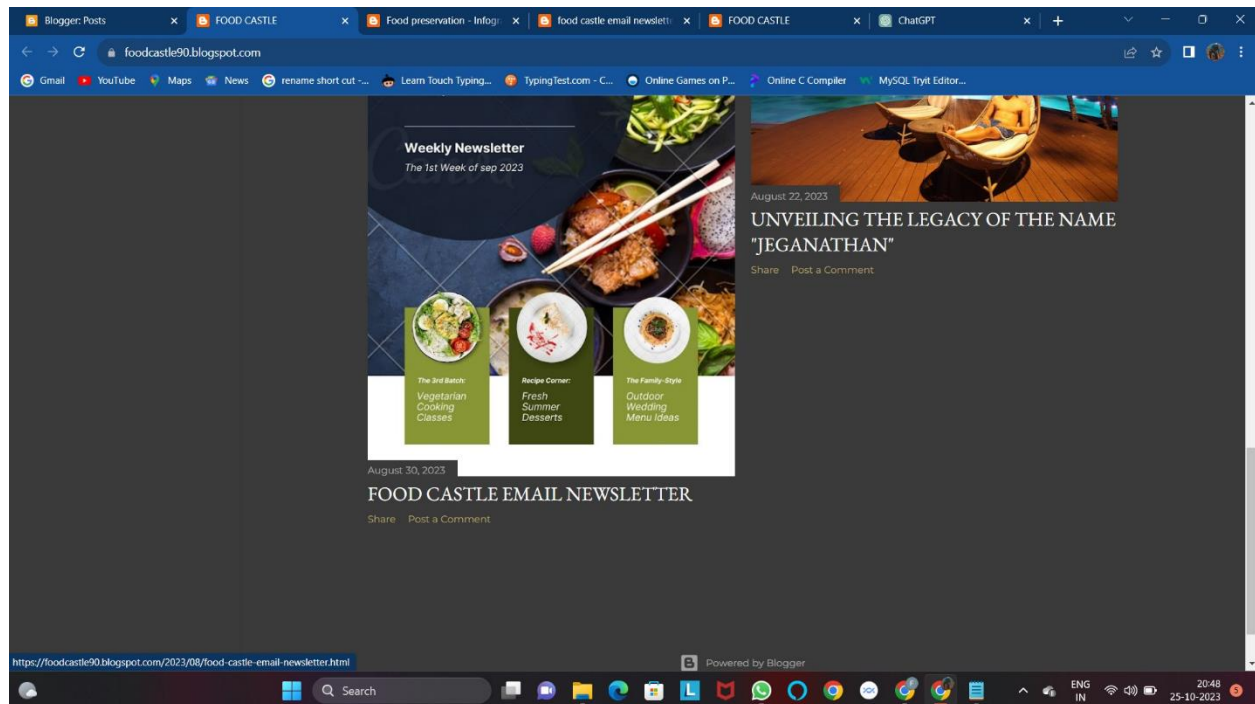 Blogger: Posts
FOOD CASTLE
Food preservation - Infogr
food castle email newslett
FOOD CASTLE
ChatGPT
foodcastle90.blogspot.com
Gmail
YouTube
Maps
News
rename short cut -...
Learn Touch Typing...
TypingTest.com - C...
Online Games on P...
Online C Compiler
MySQL Tryit Editor...
Weekly Newsletter
The 1st Week of sep 2023
The 3rd Batch:
Vegetarian
Cooking
Classes
Recipe Corner:
Fresh
Summer
Desserts
The Family-Style
Outdoor
Wedding
Menu Ideas
August 30, 2023
FOOD CASTLE EMAIL NEWSLETTER
Share Post a Comment
August 22, 2023
UNVEILING THE LEGACY OF THE NAME
"JEGANATHAN"
Share Post a Comment
Powered by Blogger
https://foodcastle90.blogspot.com/2023/08/food-castle-email-newsletter.html
Search
ENG
IN
20:48
25-10-2023
5